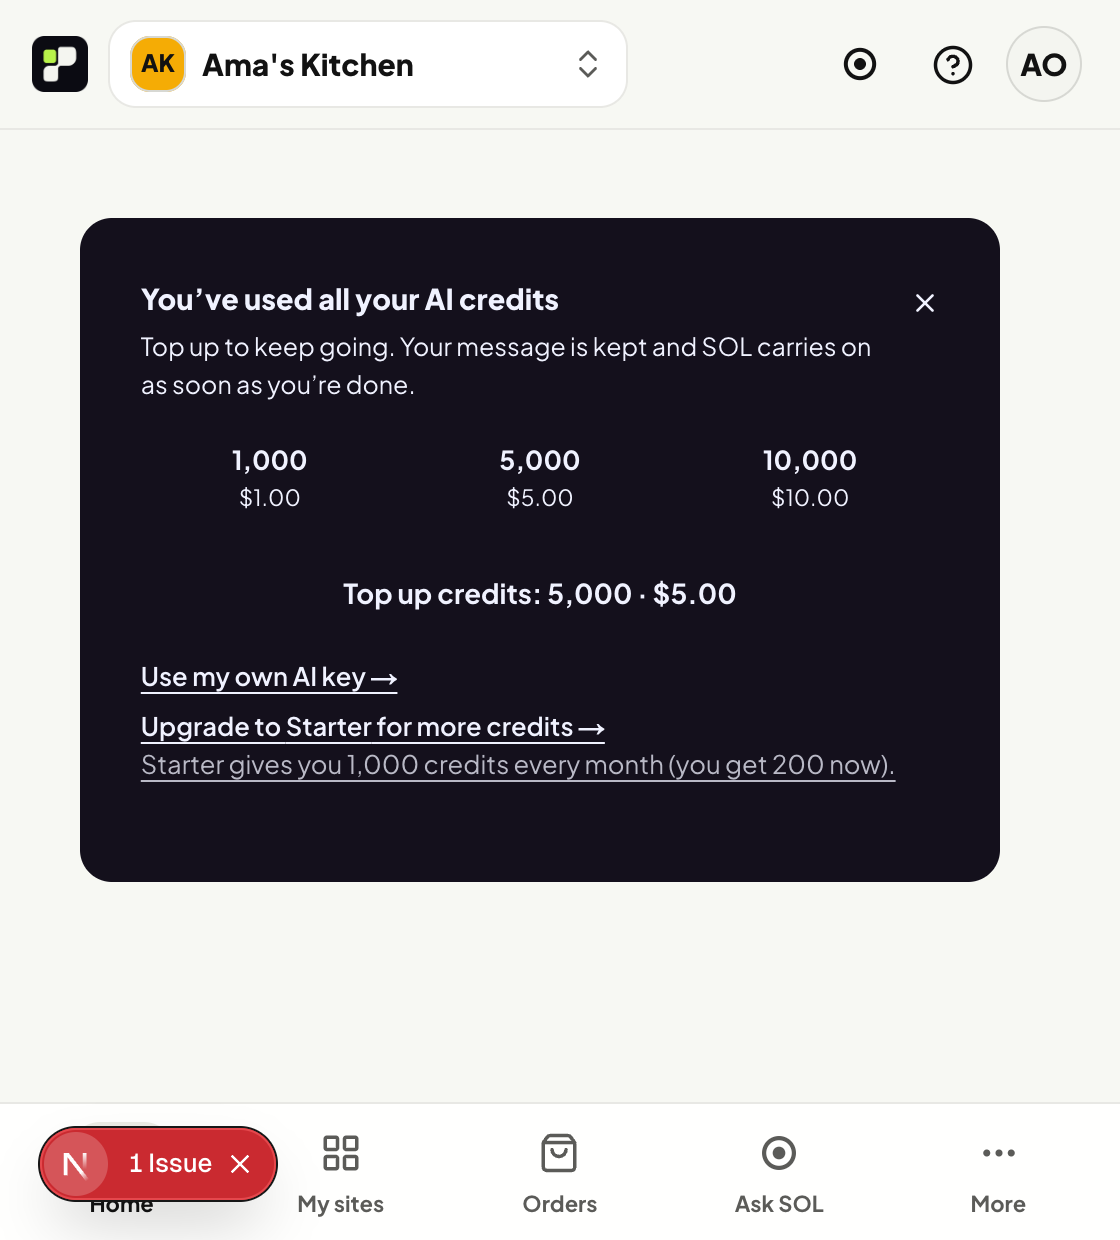 AK Ama's Kitchen AO
You’ve used all your AI credits
Top up to keep going. Your message is kept and SOL carries on
as soon as you’re done.
1,000 5,000 10,000
$1.00 $5.00 $10.00
Top up credits: 5,000 · $5.00
Use my own AI key →
Upgrade to Starter for more credits →
Starter gives you 1,000 credits every month (you get 200 now).
N 1 Issue
Home My sites Orders Ask SOL More